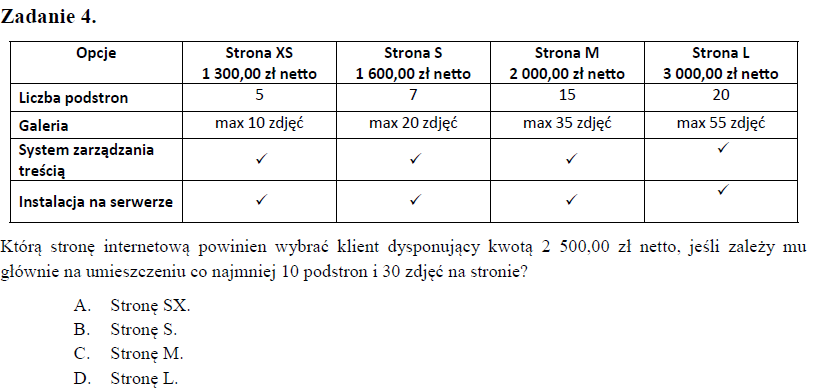 Zadanie 4.
Opcje Strona XS Strona S Strona M Strona L
1 300,00 zł netto 1 600,00 zł netto 2 000,00 zł netto 3 000,00 zł netto
Liczba podstron 5 7 15 20
Galeria max 10 zdjęć max 20 zdjęć max 35 zdjęć max 55 zdjęć
System zarządzania
treścią ✓ ✓ ✓ ✓
Instalacja na serwerze ✓ ✓ ✓ ✓
Którą stronę internetową powinien wybrać klient dysponujący kwotą 2 500,00 zł netto, jeśli zależy mu
głównie na umieszczeniu co najmniej 10 podstron i 30 zdjęć na stronie?
A. Stronę SX.
B. Stronę S.
C. Stronę M.
D. Stronę L.